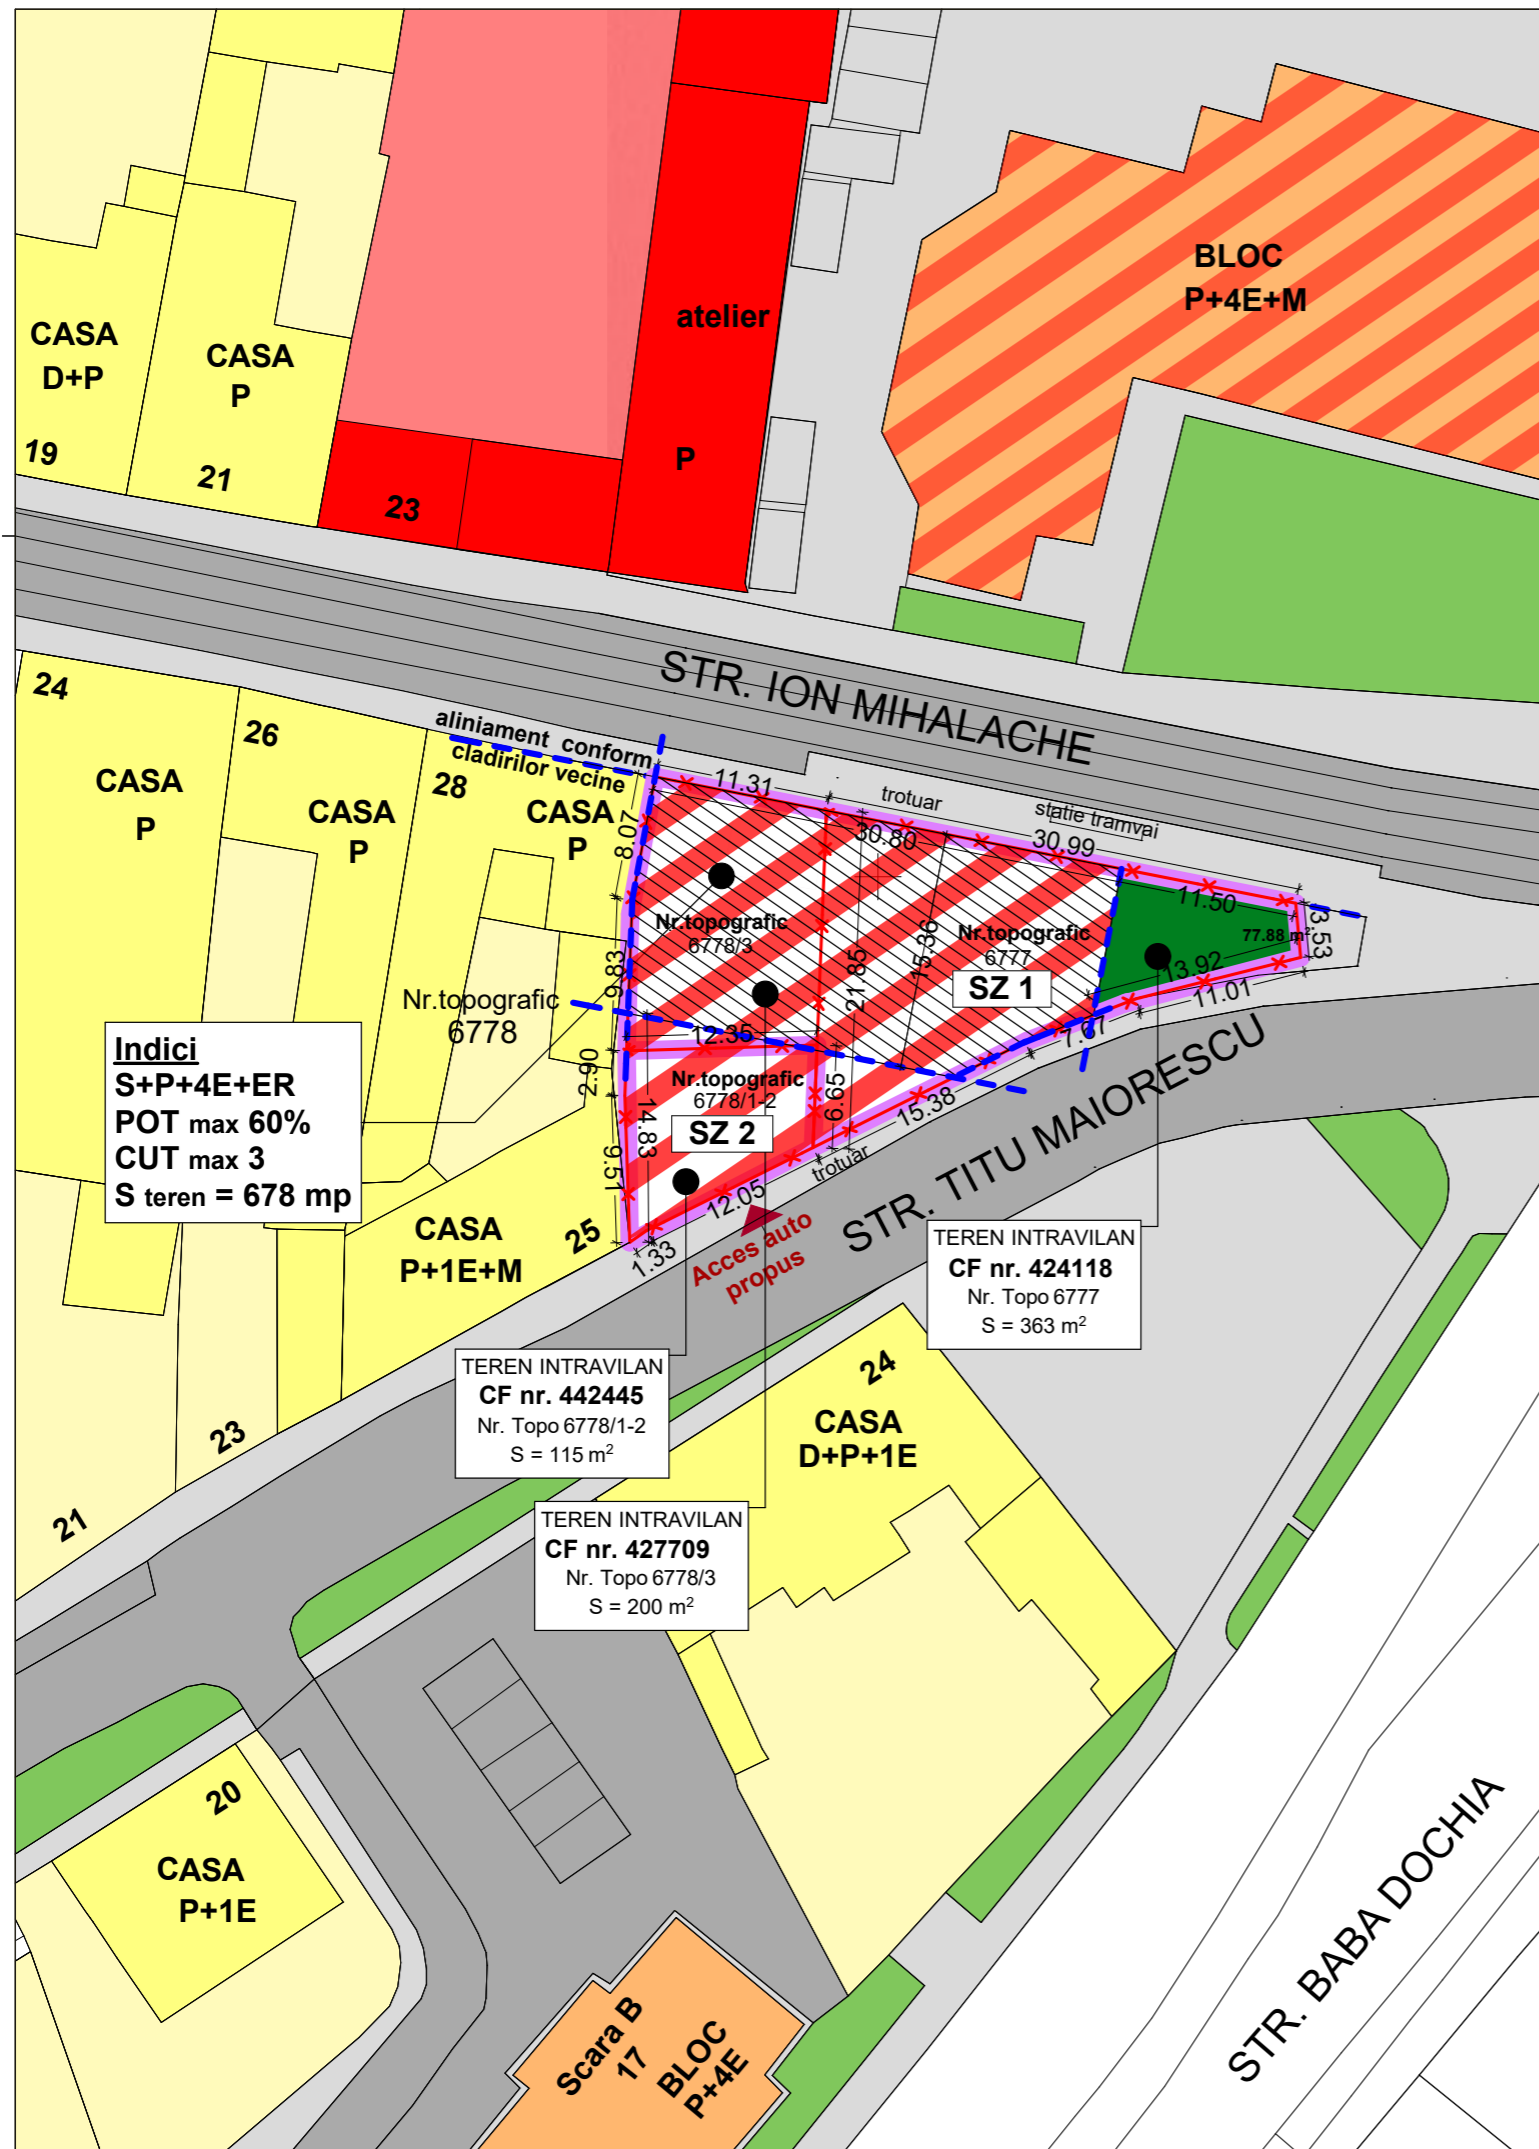 BLOC
P+4E+M
atelier
P
CASA
D+P
CASA
P
19
21
23
STR. ION MIHALACHE
24
26
28
aliniament conform
cladirilor vecine
CASA
P
CASA
P
CASA
P
11.31
trotuar
statie tramvai
30.80
30.99
8.07
11.50
3.53
77.88 m²
Nr.topografic
6778/3
Nr.topografic
6777
SZ 1
15.36
21.85
13.92
11.01
9.83
Nr.topografic
6778
12.35
7.67
2.90
Nr.topografic
6778/1-2
SZ 2
6.65
15.38
14.83
9.51
trotuar
12.05
1.33
Acces auto
propus
STR. TITU MAIORESCU
Indici
S+P+4E+ER
POT max 60%
CUT max 3
S teren = 678 mp
CASA
P+1E+M
25
TEREN INTRAVILAN
CF nr. 424118
Nr. Topo 6777
S = 363 m²
TEREN INTRAVILAN
CF nr. 442445
Nr. Topo 6778/1-2
S = 115 m²
24
CASA
D+P+1E
23
21
TEREN INTRAVILAN
CF nr. 427709
Nr. Topo 6778/3
S = 200 m²
20
CASA
P+1E
STR. BABA DOCHIA
Scara B
17
BLOC
P+4E